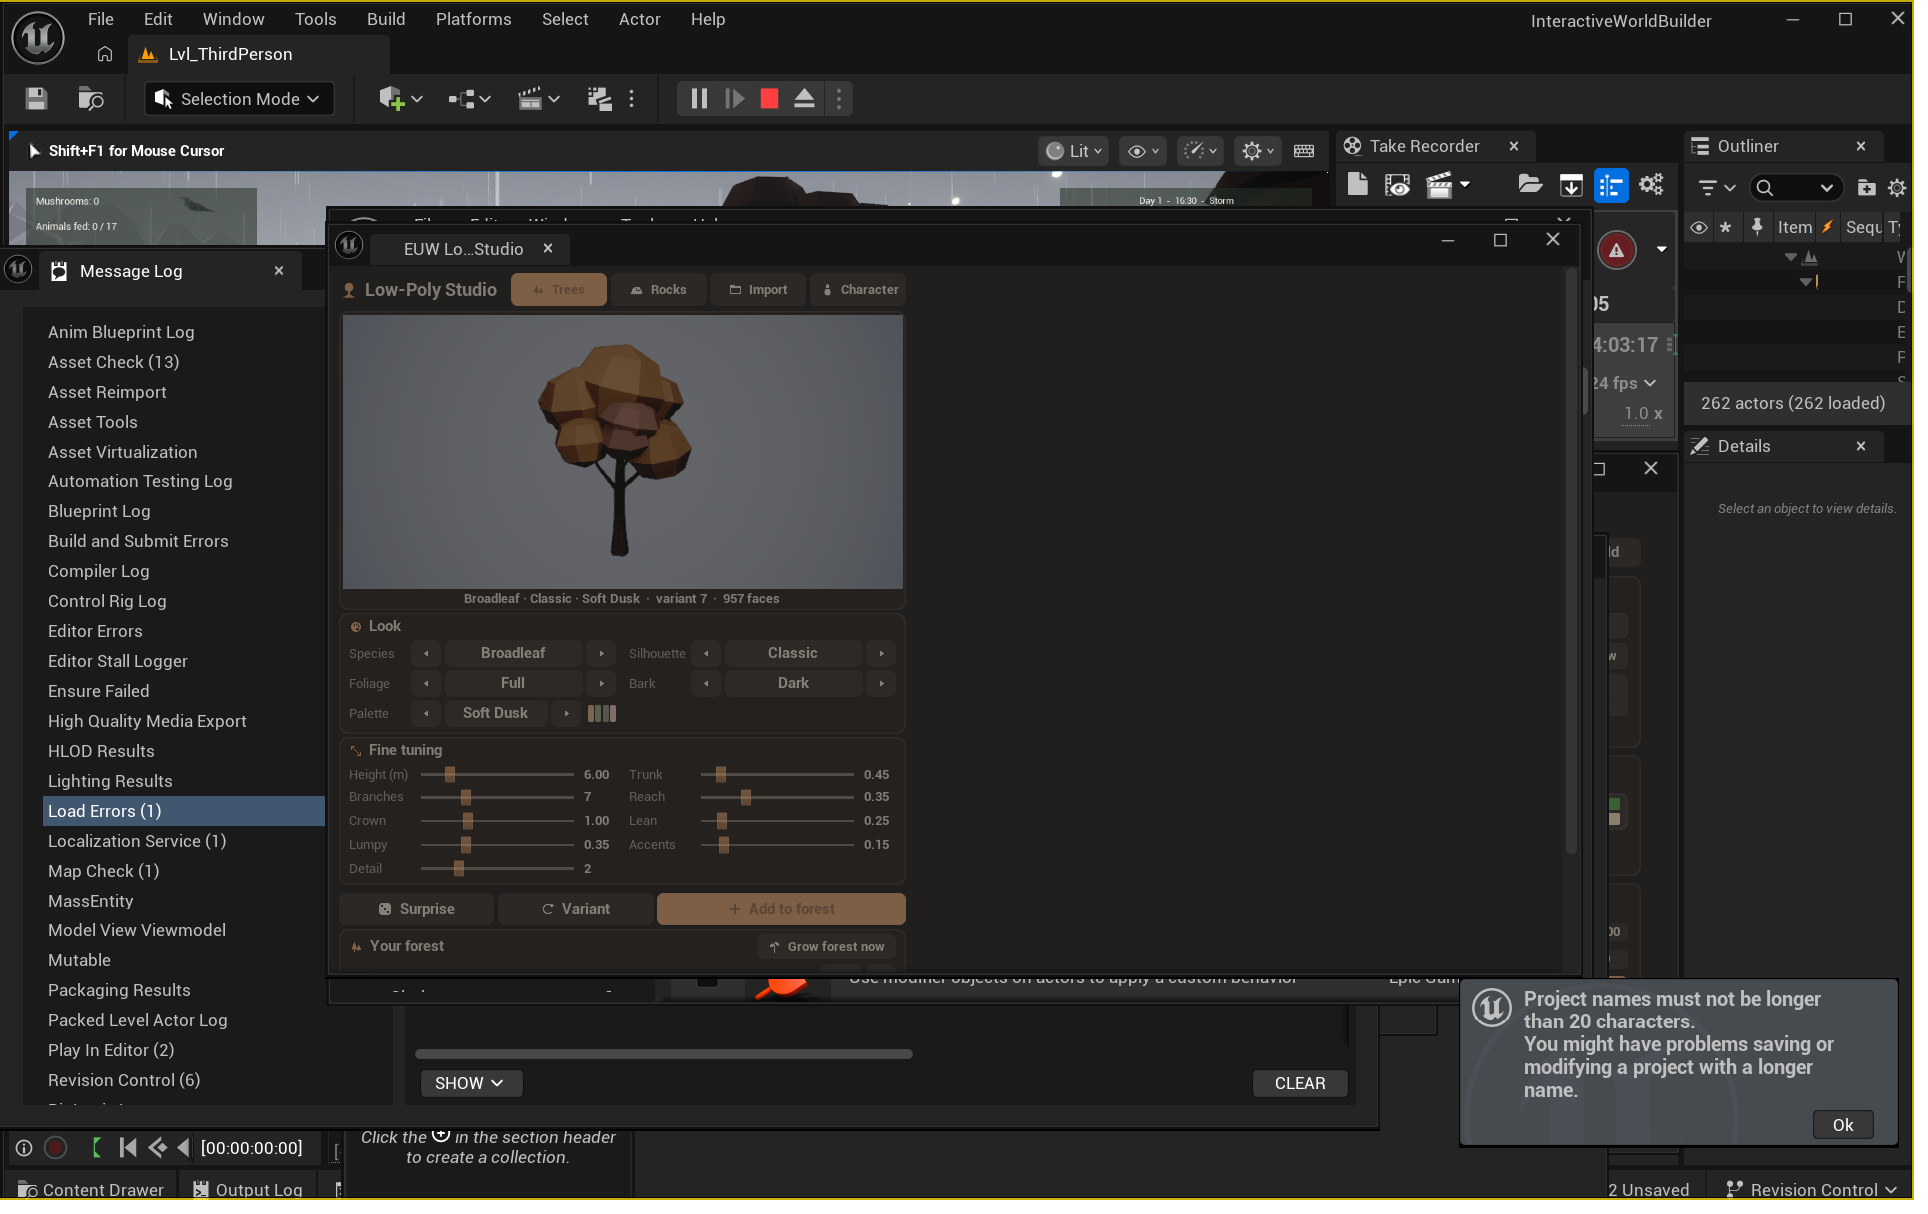 File Edit Window Tools Build Platforms Select Actor Help
InteractiveWorldBuilder
Lvl_ThirdPerson
Selection Mode
Shift+F1 for Mouse Cursor
Lit
Take Recorder
Outliner
Mushrooms: 0
Animals fed: 0 / 17
Day 1 - 16:30 - Storm
Item
Sequ
262 actors (262 loaded)
Details
Select an object to view details.
4:03:17
24 fps
1.0 x
Message Log
Anim Blueprint Log
Asset Check (13)
Asset Reimport
Asset Tools
Asset Virtualization
Automation Testing Log
Blueprint Log
Build and Submit Errors
Compiler Log
Control Rig Log
Editor Errors
Editor Stall Logger
Ensure Failed
High Quality Media Export
HLOD Results
Lighting Results
Load Errors (1)
Localization Service (1)
Map Check (1)
MassEntity
Model View Viewmodel
Mutable
Packaging Results
Packed Level Actor Log
Play In Editor (2)
Revision Control (6)
EUW Lo...Studio
Low-Poly Studio
Trees
Rocks
Import
Character
Broadleaf · Classic · Soft Dusk · variant 7 · 957 faces
Look
Species Broadleaf Silhouette Classic
Foliage Full Bark Dark
Palette Soft Dusk
Fine tuning
Height (m) 6.00 Trunk 0.45
Branches 7 Reach 0.35
Crown 1.00 Lean 0.25
Lumpy 0.35 Accents 0.15
Detail 2
Surprise
Variant
+ Add to forest
Your forest
Grow forest now
Use modifier objects on actors to apply a custom behavior
SHOW
CLEAR
Project names must not be longer
than 20 characters.
You might have problems saving or
modifying a project with a longer
name.
Ok
[00:00:00:00]
Click the + in the section header
to create a collection.
Content Drawer
Output Log
2 Unsaved
Revision Control